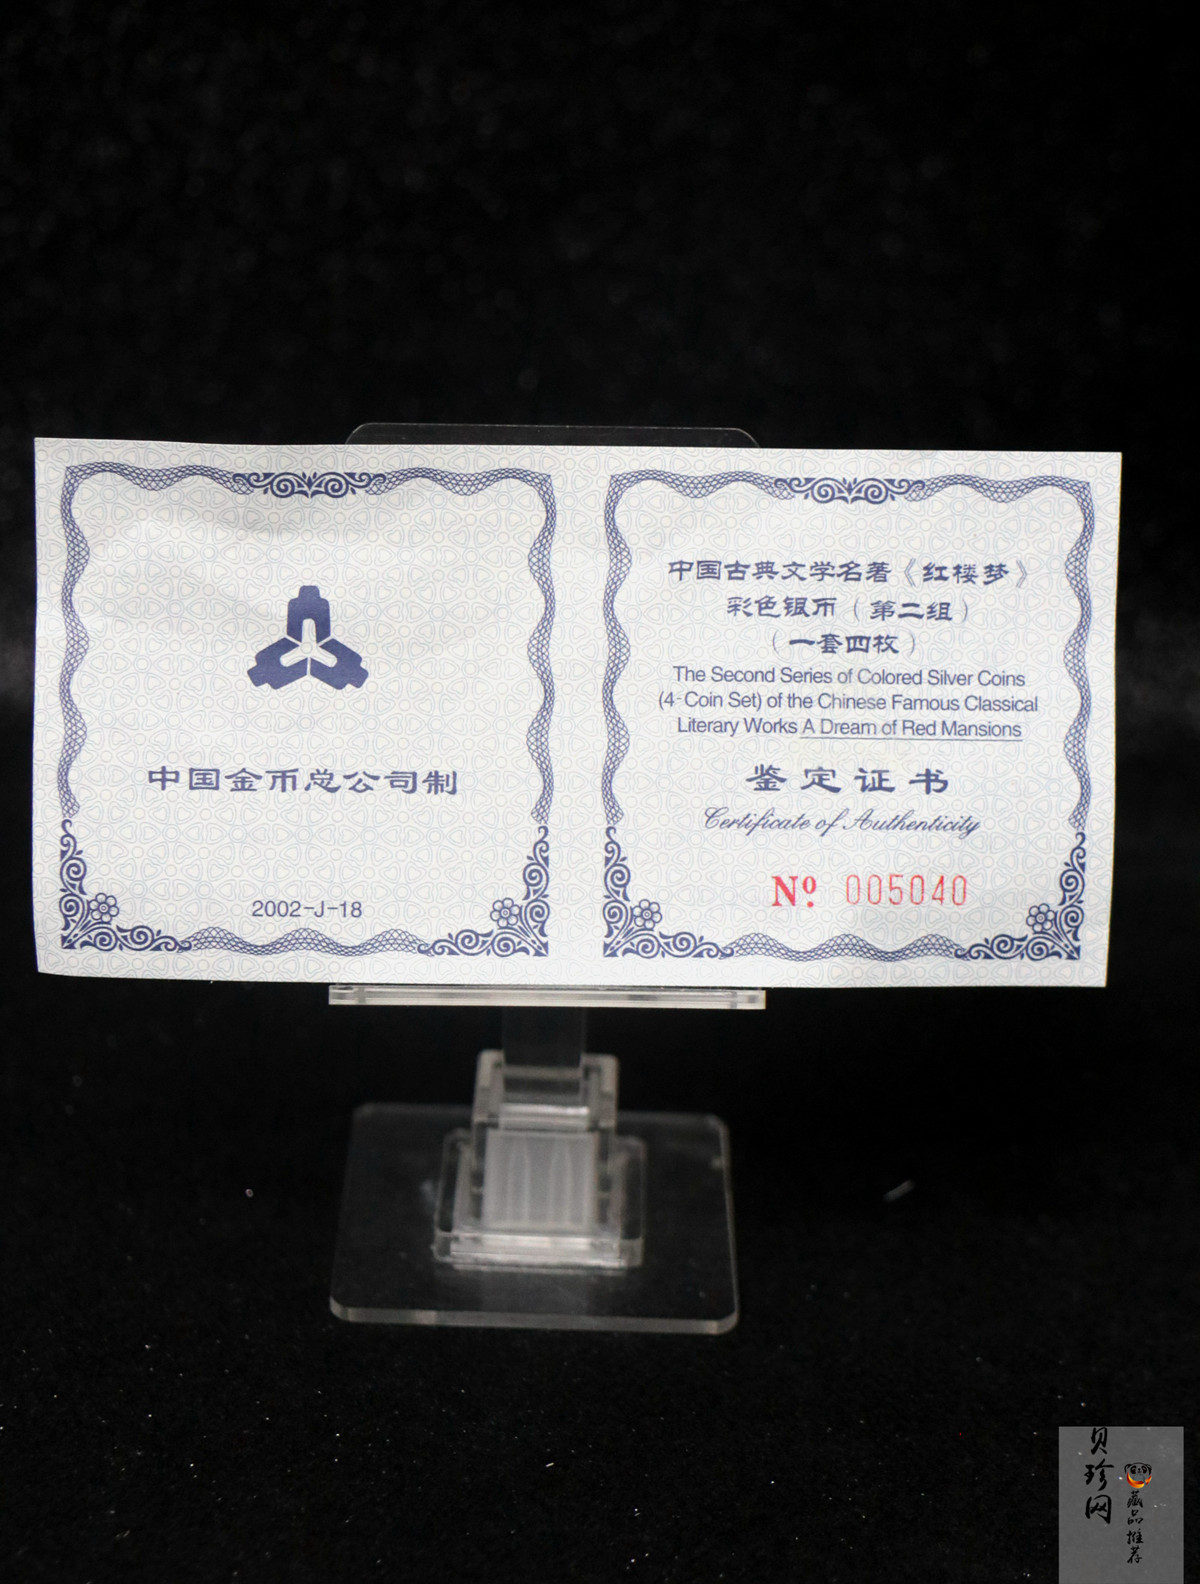 中国金币总公司制
2002-J-18
中国古典文学名著《红楼梦》
彩色银币（第二组）
（一套四枚）
The Second Series of Colored Silver Coins
(4-Coin Set) of the Chinese Famous Classical
Literary Works A Dream of Red Mansions
鉴定证书
Certificate of Authenticity
Nº 005040
贝珍网
藏品推荐